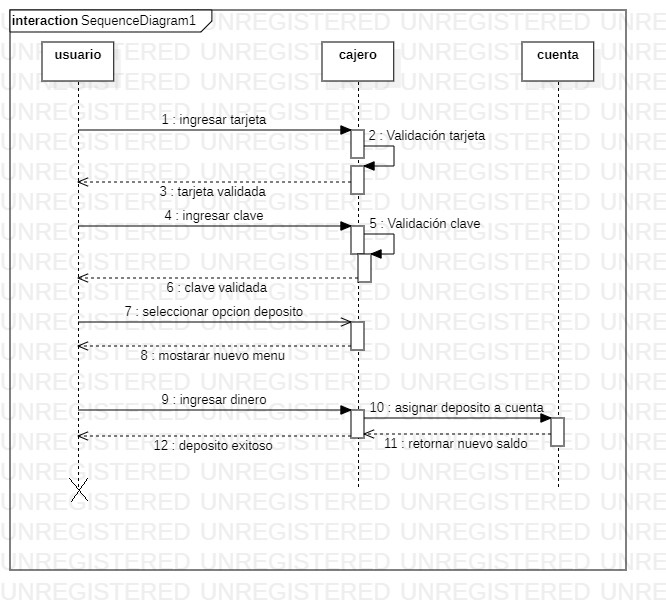 interaction SequenceDiagram1
usuario
cajero
cuenta
1 : ingresar tarjeta
2 : Validación tarjeta
3 : tarjeta validada
4 : ingresar clave
5 : Validación clave
6 : clave validada
7 : seleccionar opcion deposito
8 : mostarar nuevo menu
9 : ingresar dinero
10 : asignar deposito a cuenta
11 : retornar nuevo saldo
12 : deposito exitoso
UNREGISTERED